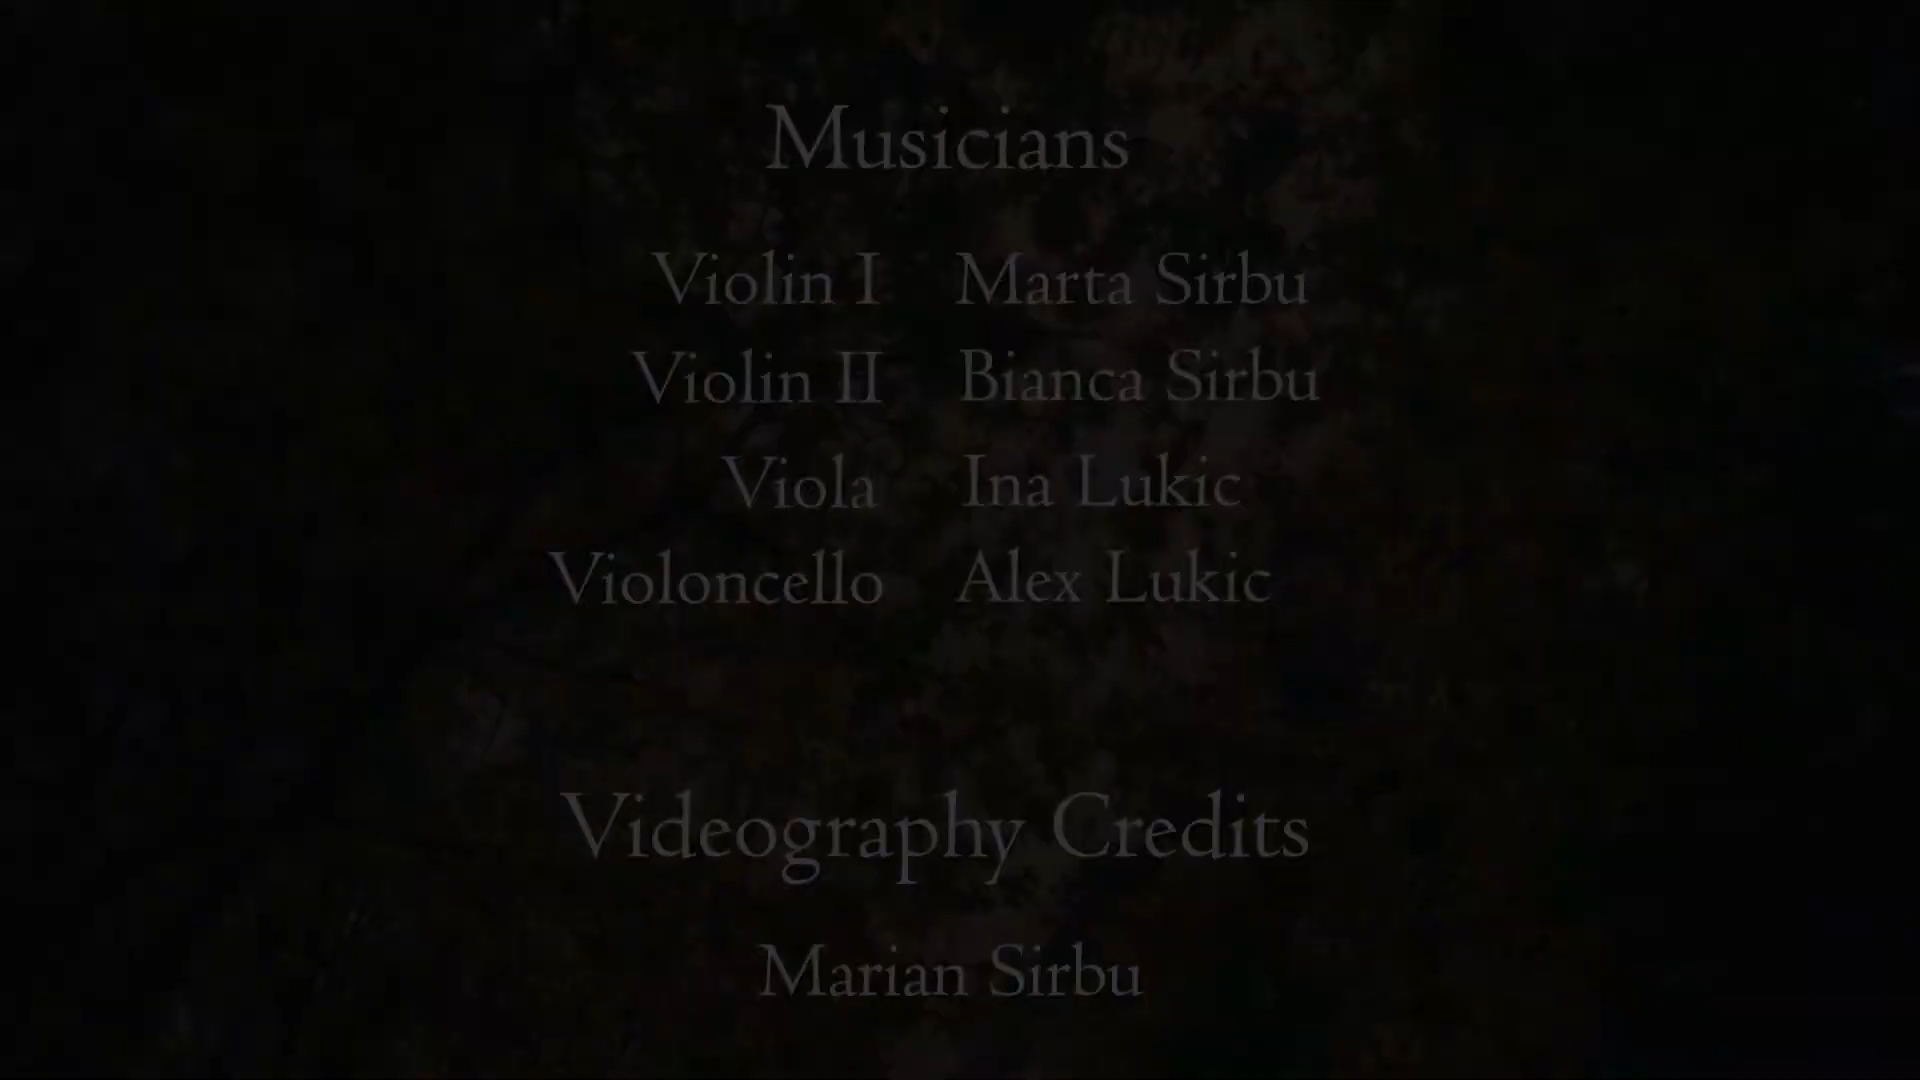 Musicians
Violin I Marta Sirbu
Violin II Bianca Sirbu
Viola Ina Lukic
Violoncello Alex Lukic
Videography Credits
Marian Sirbu